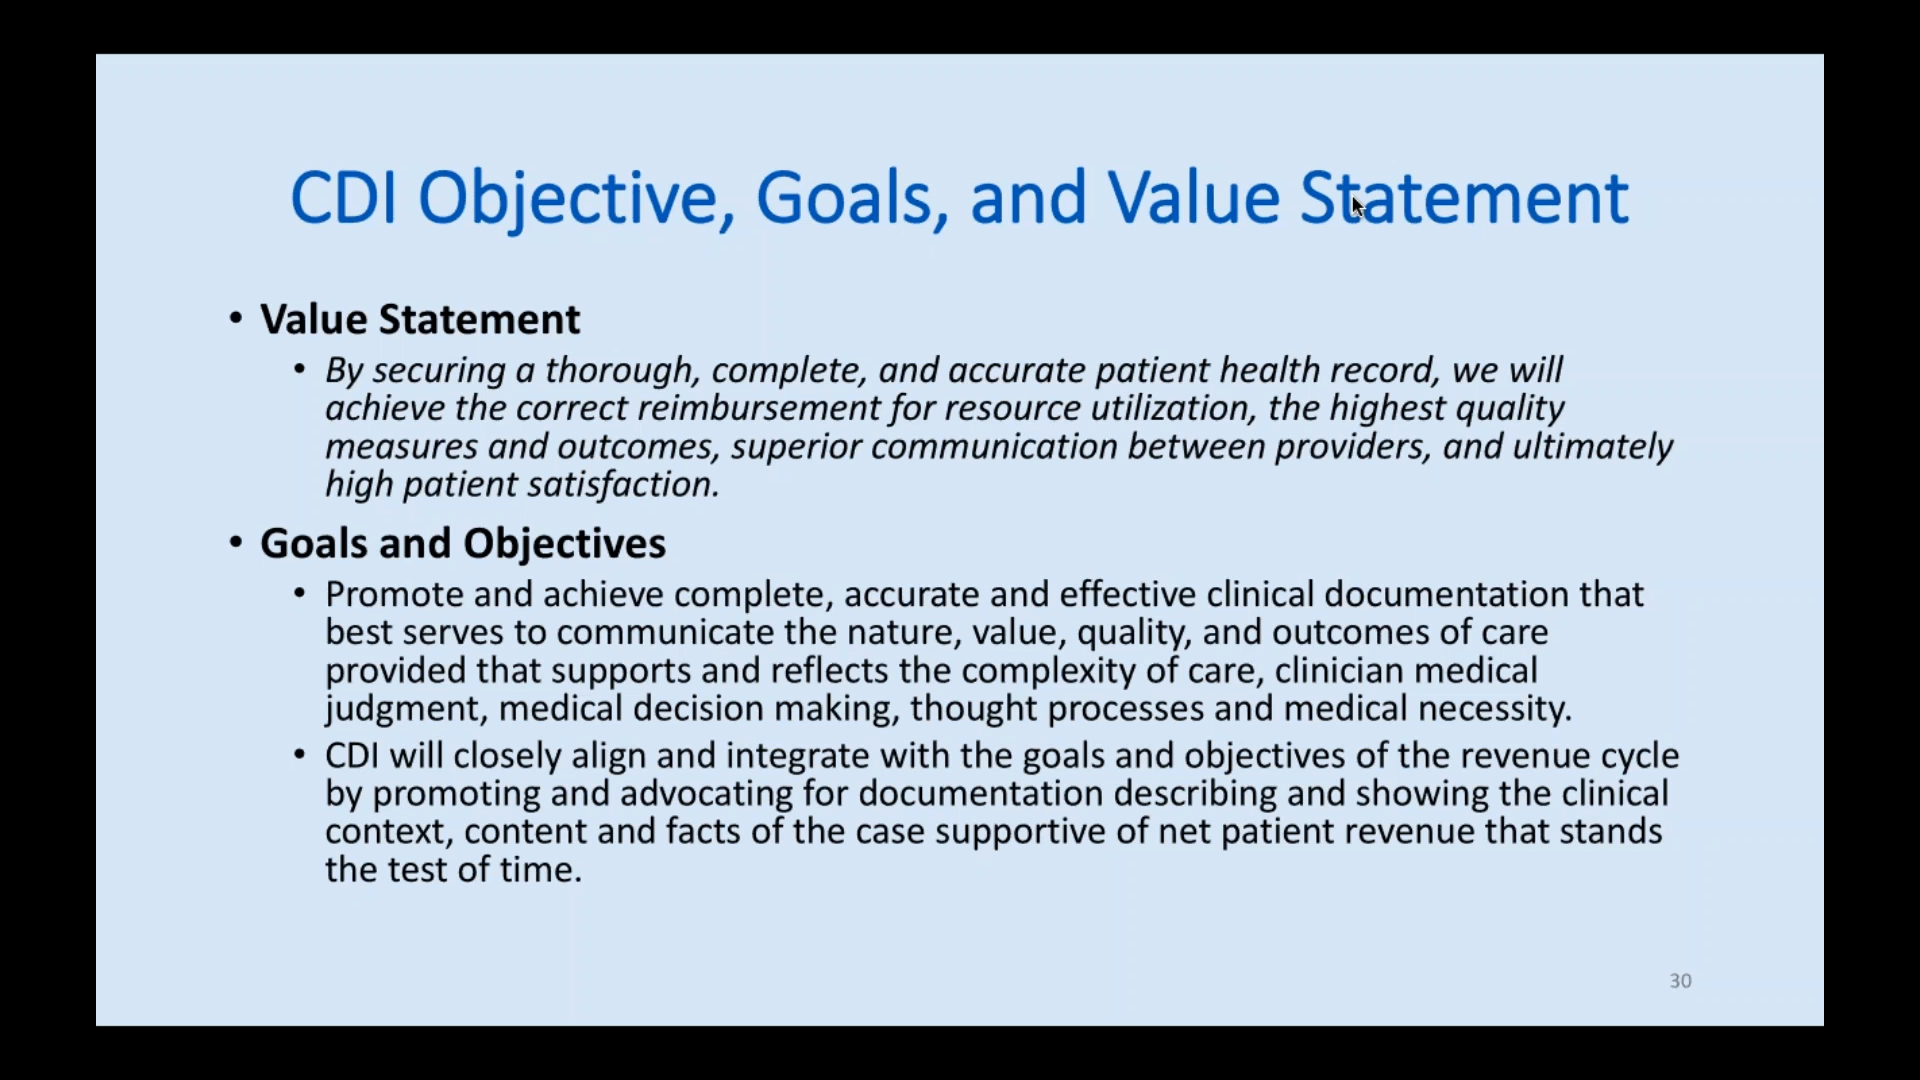 CDI Objective, Goals, and Value Statement
• Value Statement
• By securing a thorough, complete, and accurate patient health record, we will
achieve the correct reimbursement for resource utilization, the highest quality
measures and outcomes, superior communication between providers, and ultimately
high patient satisfaction.
• Goals and Objectives
• Promote and achieve complete, accurate and effective clinical documentation that
best serves to communicate the nature, value, quality, and outcomes of care
provided that supports and reflects the complexity of care, clinician medical
judgment, medical decision making, thought processes and medical necessity.
• CDI will closely align and integrate with the goals and objectives of the revenue cycle
by promoting and advocating for documentation describing and showing the clinical
context, content and facts of the case supportive of net patient revenue that stands
the test of time.
30